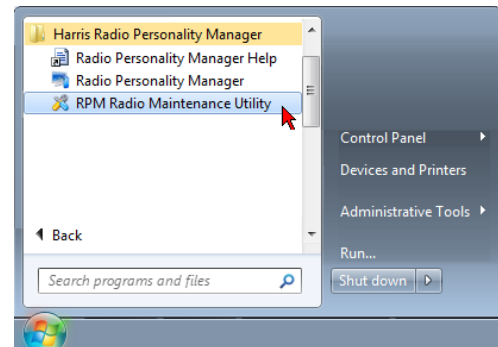 Harris Radio Personality Manager
Radio Personality Manager Help
Radio Personality Manager
RPM Radio Maintenance Utility
Back
Search programs and files
Control Panel
Devices and Printers
Administrative Tools
Run...
Shut down